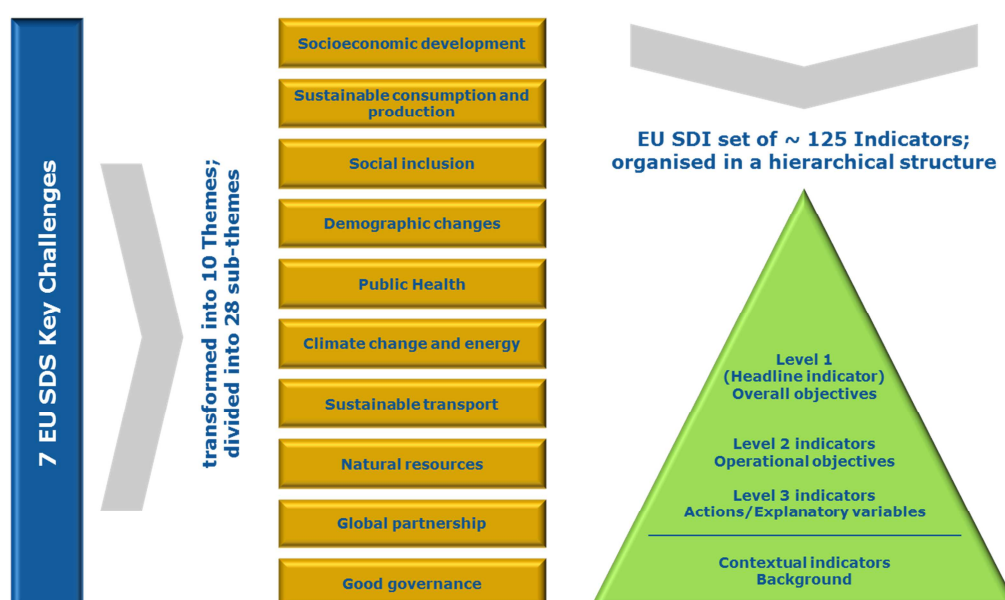 7 EU SDS Key Challenges
transformed into 10 Themes;
divided into 28 sub-themes
Socioeconomic development
Sustainable consumption and
production
Social inclusion
Demographic changes
Public Health
Climate change and energy
Sustainable transport
Natural resources
Global partnership
Good governance
EU SDI set of ~ 125 Indicators;
organised in a hierarchical structure
Level 1
(Headline indicator)
Overall objectives
Level 2 indicators
Operational objectives
Level 3 indicators
Actions/Explanatory variables
Contextual indicators
Background